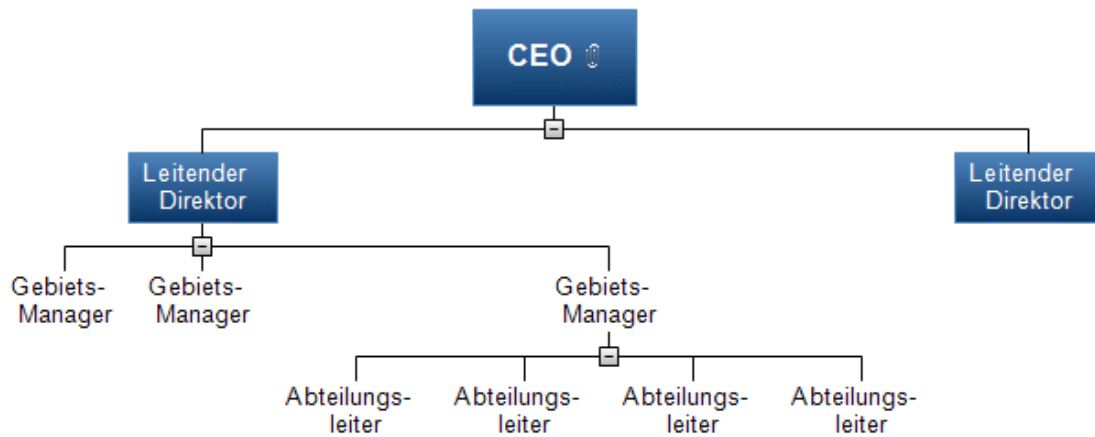 CEO
Leitender
Direktor
Leitender
Direktor
Gebiets-
Manager
Gebiets-
Manager
Gebiets-
Manager
Abteilungs-
leiter
Abteilungs-
leiter
Abteilungs-
leiter
Abteilungs-
leiter